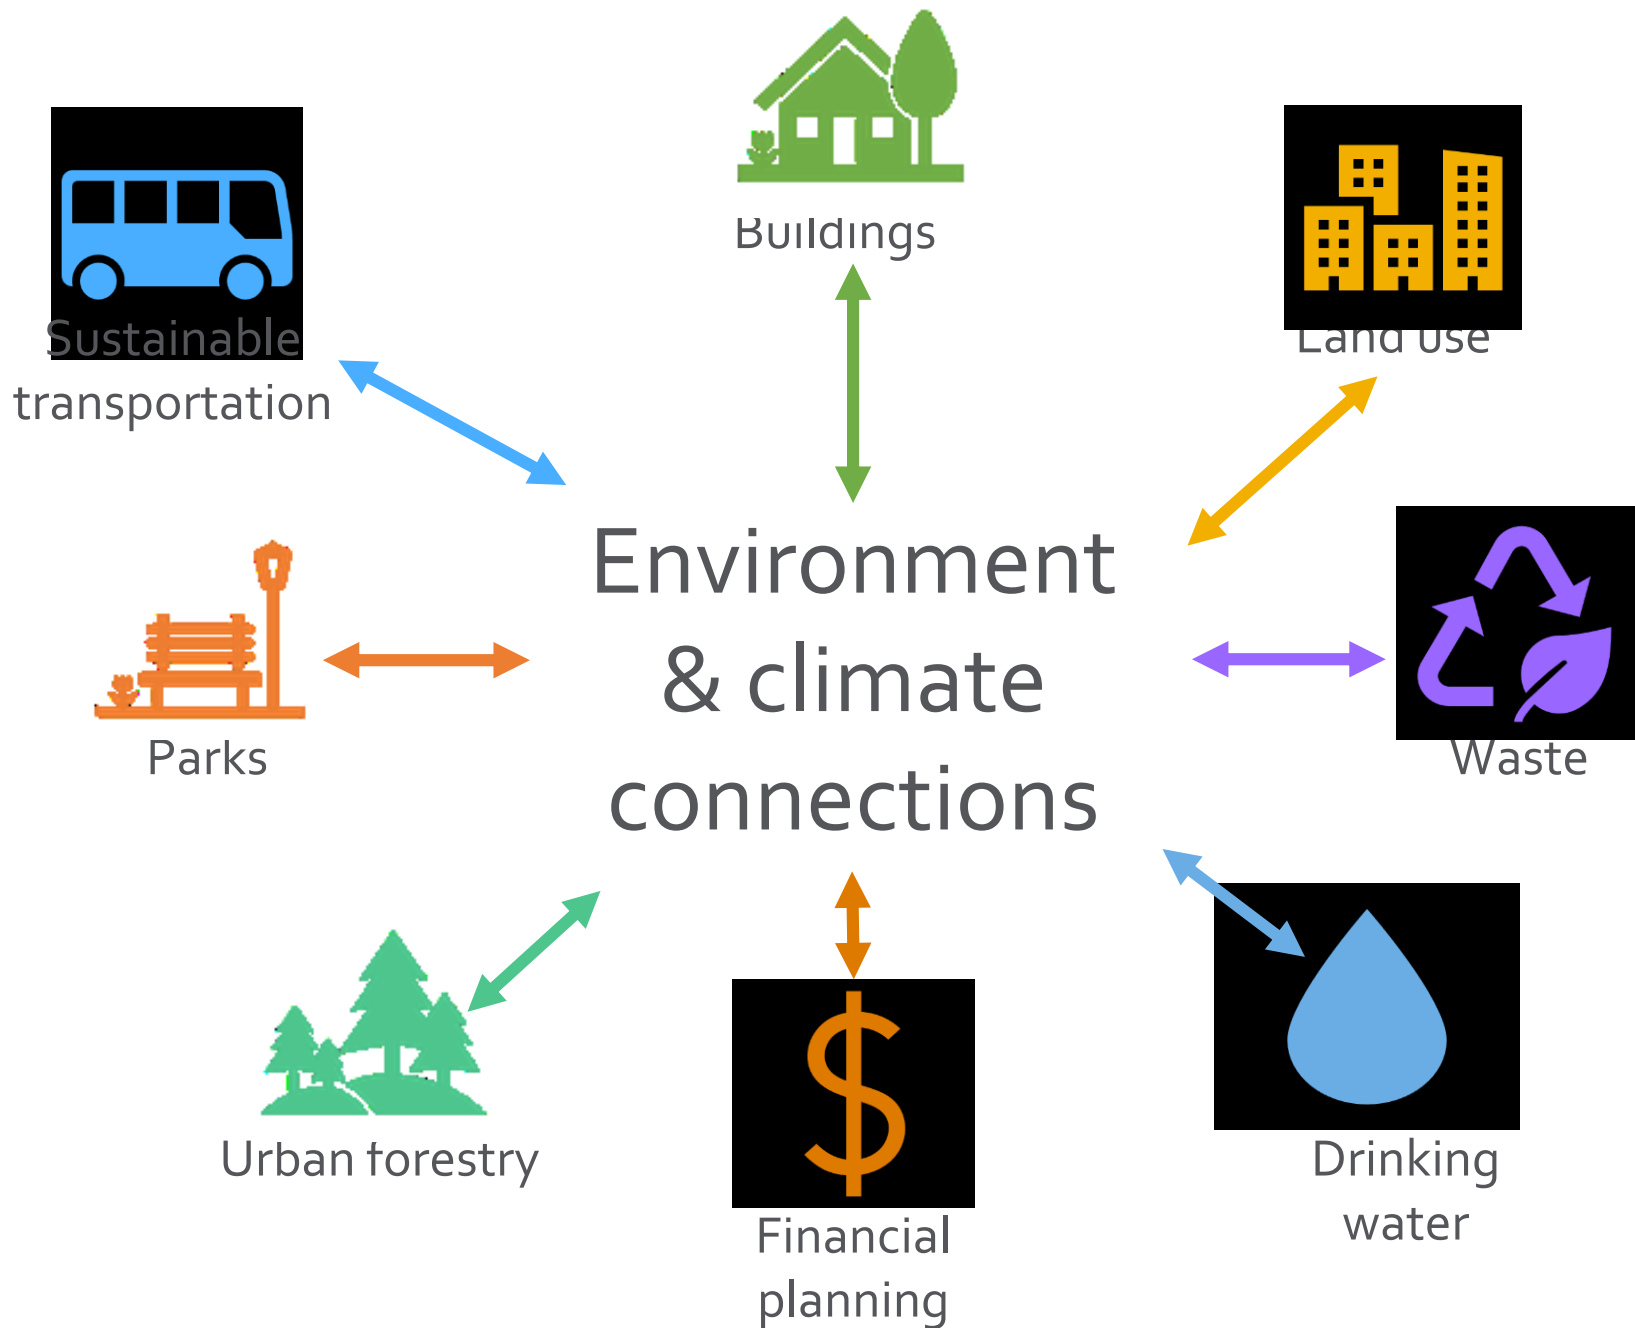 Buildings
Sustainable
transportation
Land use
Environment
& climate
connections
Parks
Waste
Urban forestry
Drinking
water
Financial
planning